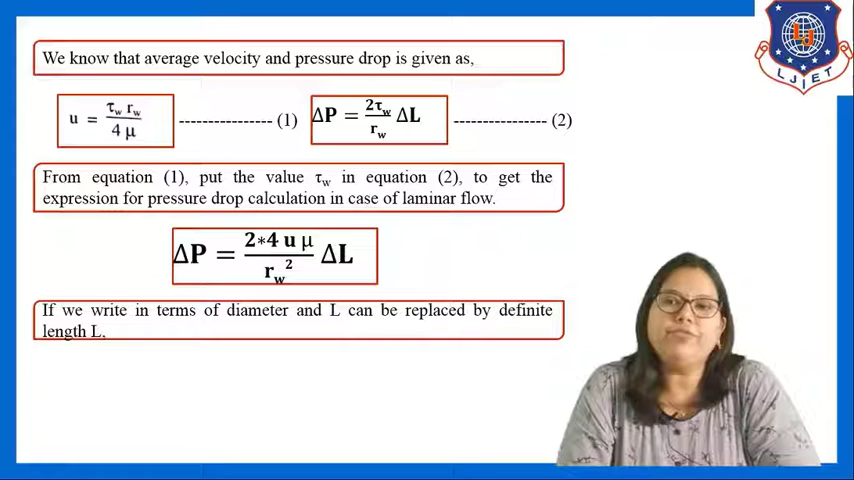 We know that average velocity and pressure drop is given as,
u = τw rw / 4 μ ---------------- (1) ΔP = 2τw / rw ΔL ---------------- (2)
From equation (1), put the value τw in equation (2), to get the
expression for pressure drop calculation in case of laminar flow.
ΔP = 2*4 u μ / rw² ΔL
If we write in terms of diameter and L can be replaced by definite
length L,
LJ
LJIET